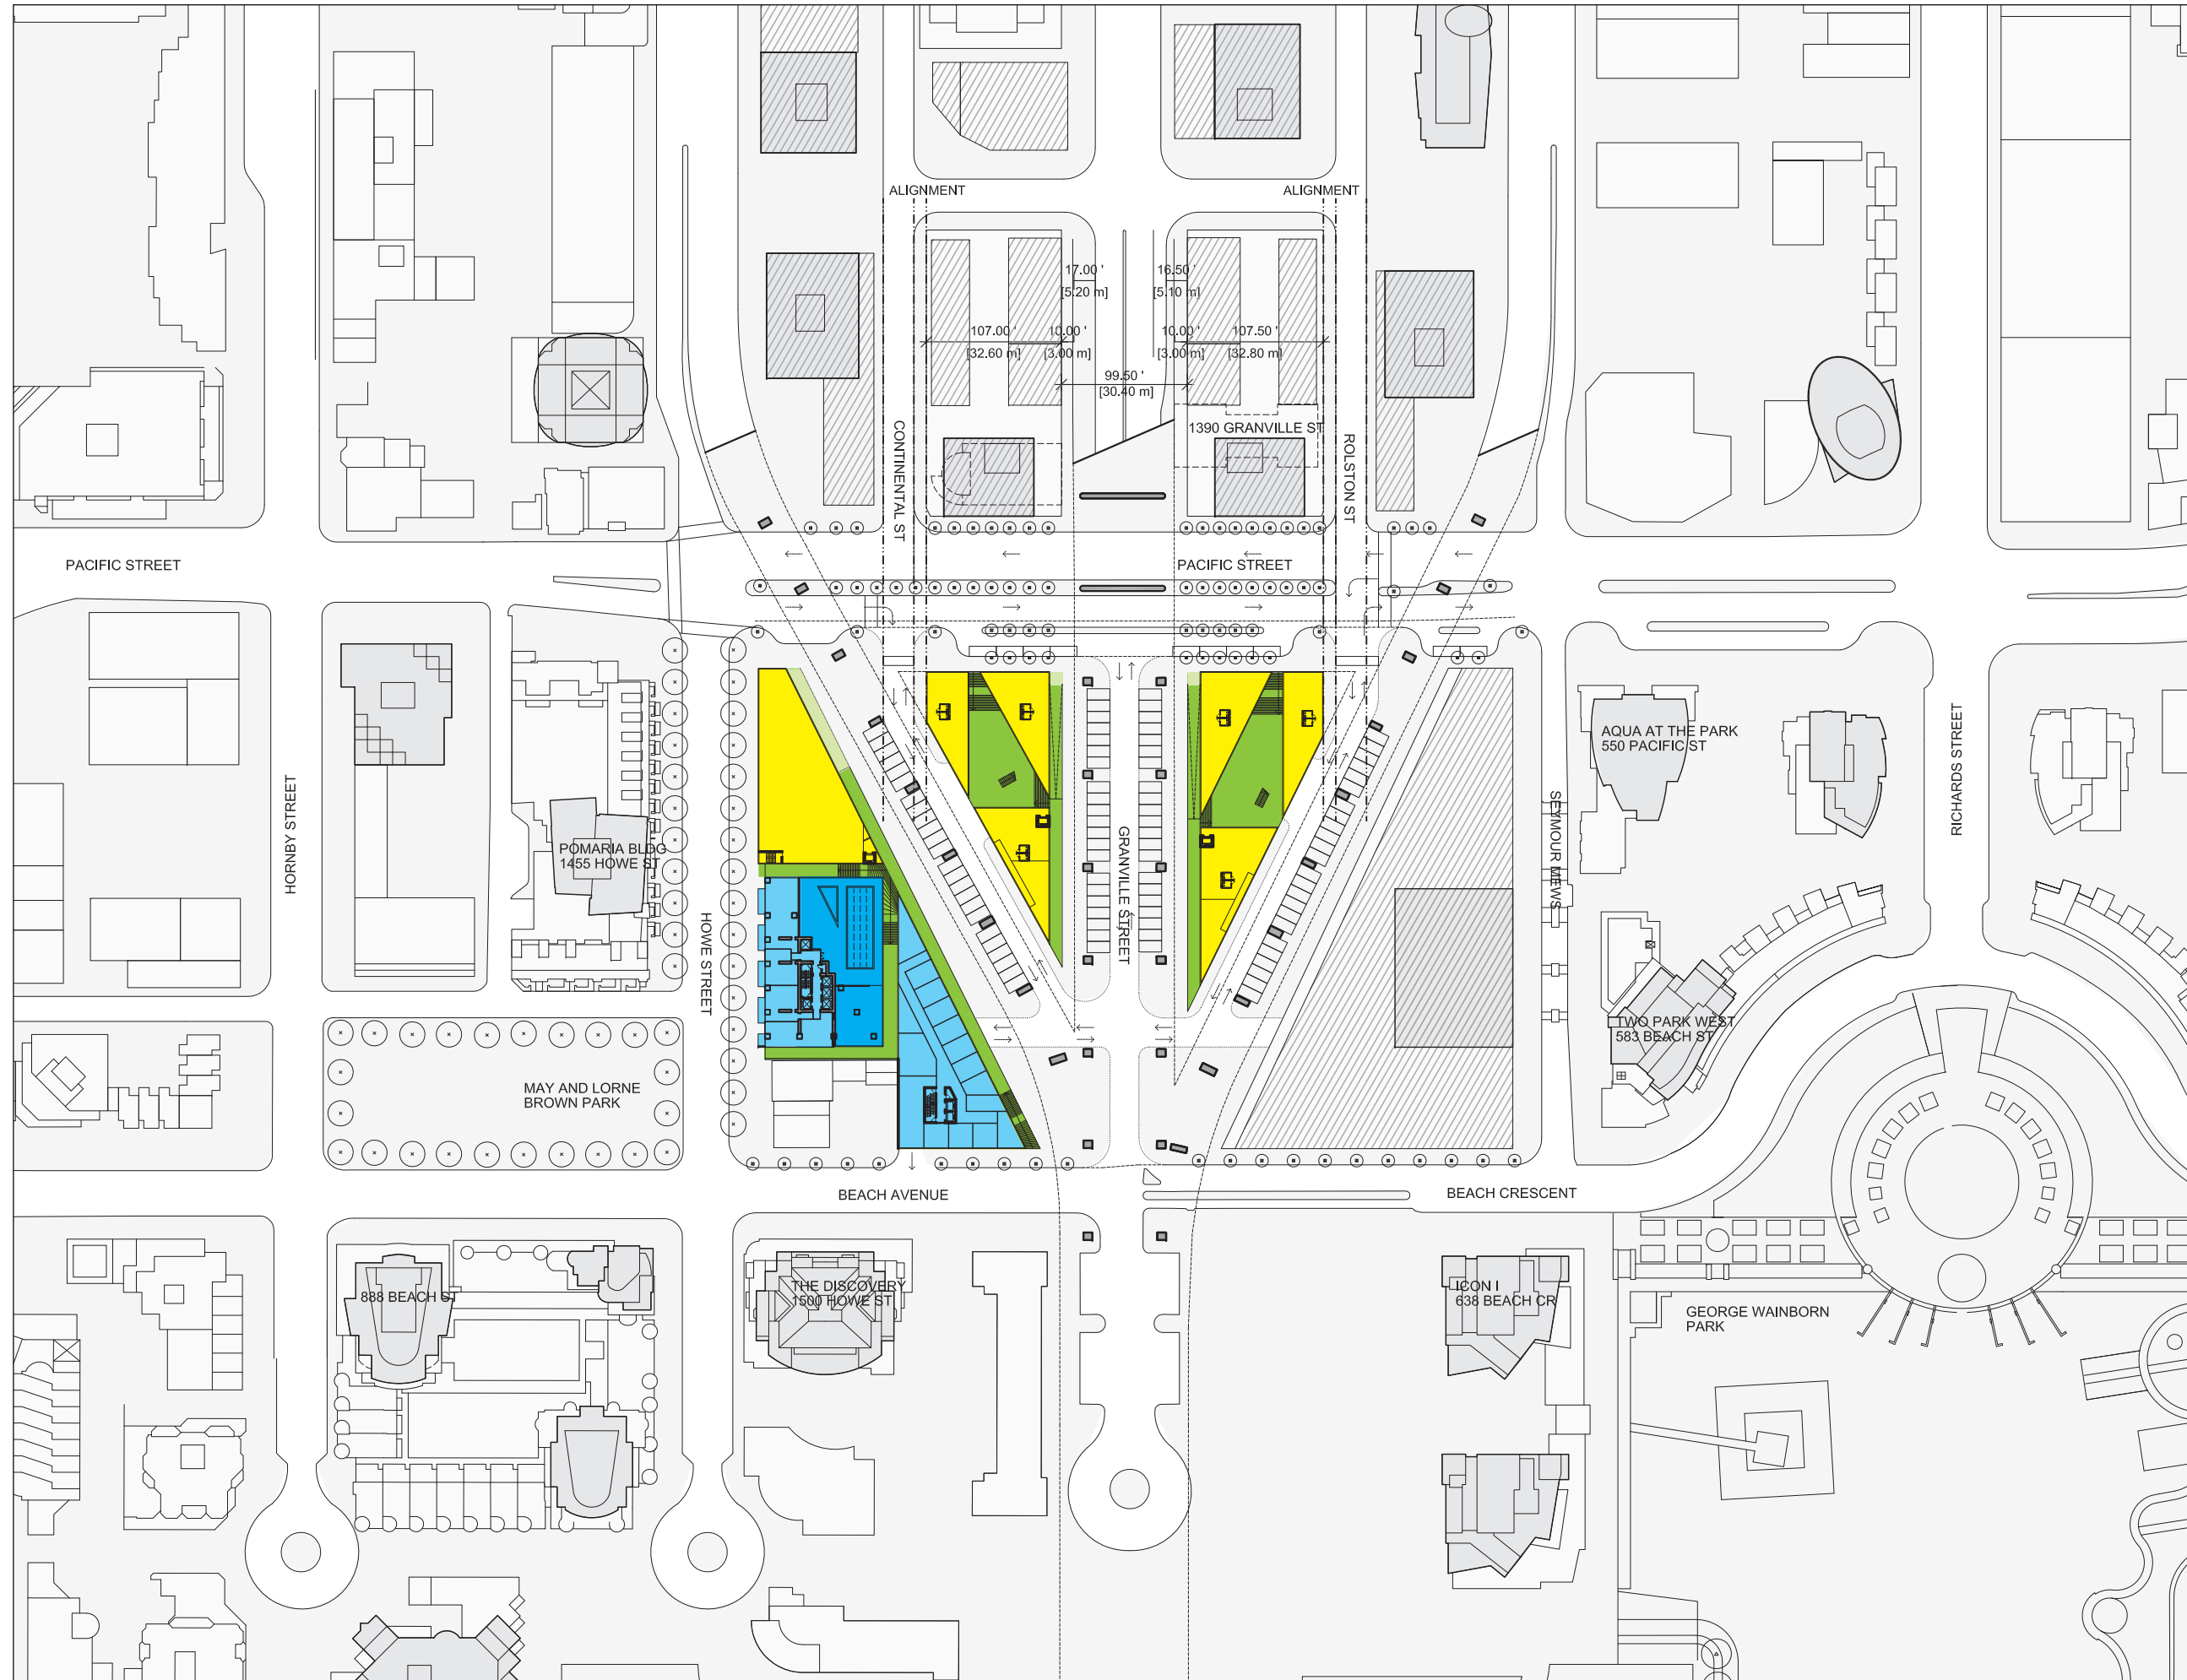 ALIGNMENT
ALIGNMENT
17.00 '
[5.20 m]
16.50 '
[5.10 m]
107.00 '
[32.60 m]
10.00 '
[3.00 m]
10.00 '
[3.00 m]
107.50 '
[32.80 m]
99.50 '
[30.40 m]
1390 GRANVILLE ST
CONTINENTAL ST
ROLSTON ST
PACIFIC STREET
PACIFIC STREET
HORNBY STREET
POMARIA BLDG
1455 HOWE ST
HOWE STREET
GRANVILLE STREET
SEYMOUR MEWS
AQUA AT THE PARK
550 PACIFIC ST
RICHARDS STREET
TWO PARK WEST
583 BEACH ST
MAY AND LORNE
BROWN PARK
BEACH AVENUE
BEACH CRESCENT
888 BEACH ST
THE DISCOVERY
1500 HOWE ST
ICON I
638 BEACH CR
GEORGE WAINBORN
PARK